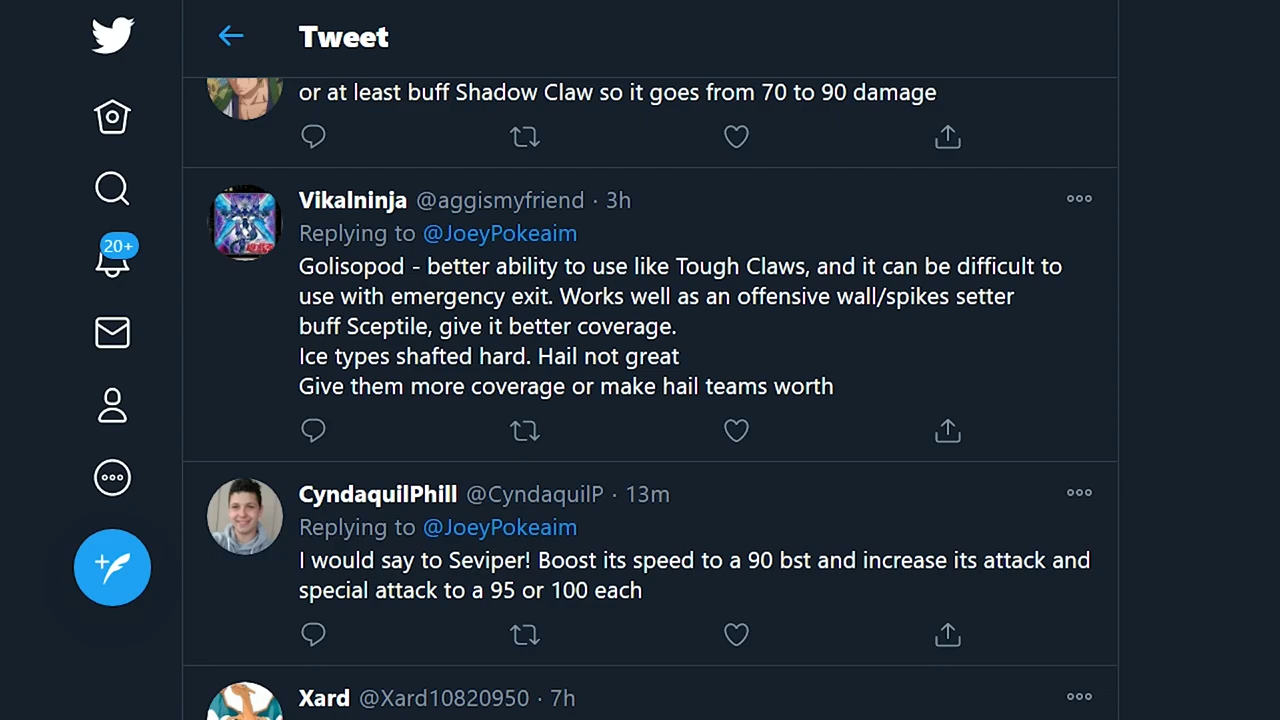 Tweet
or at least buff Shadow Claw so it goes from 70 to 90 damage
Vikalninja @aggismyfriend · 3h
Replying to @JoeyPokeaim
Golisopod - better ability to use like Tough Claws, and it can be difficult to
use with emergency exit. Works well as an offensive wall/spikes setter
buff Sceptile, give it better coverage.
Ice types shafted hard. Hail not great
Give them more coverage or make hail teams worth
20+
CyndaquilPhill @CyndaquilP · 13m
Replying to @JoeyPokeaim
I would say to Seviper! Boost its speed to a 90 bst and increase its attack and
special attack to a 95 or 100 each
Xard @Xard10820950 · 7h